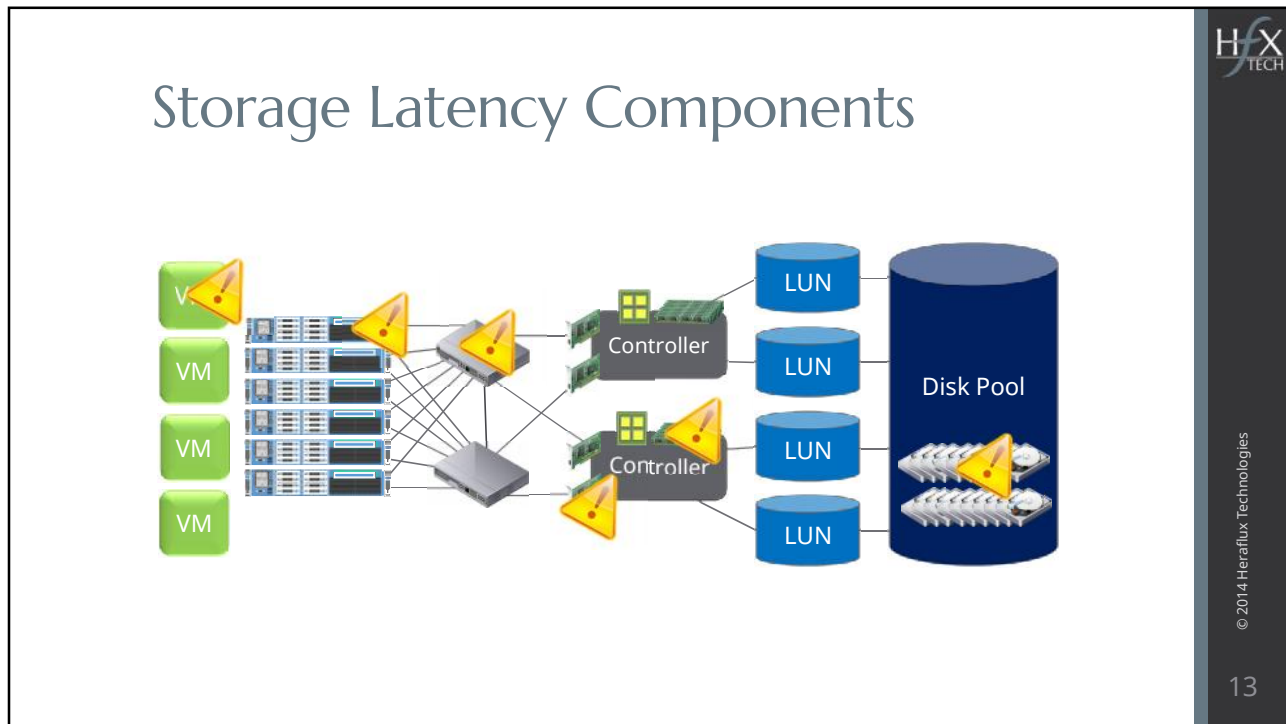 Storage Latency Components
HfX
TECH
VM
VM
VM
Controller
Controller
LUN
LUN
LUN
LUN
Disk Pool
© 2014 Heraflux Technologies
13